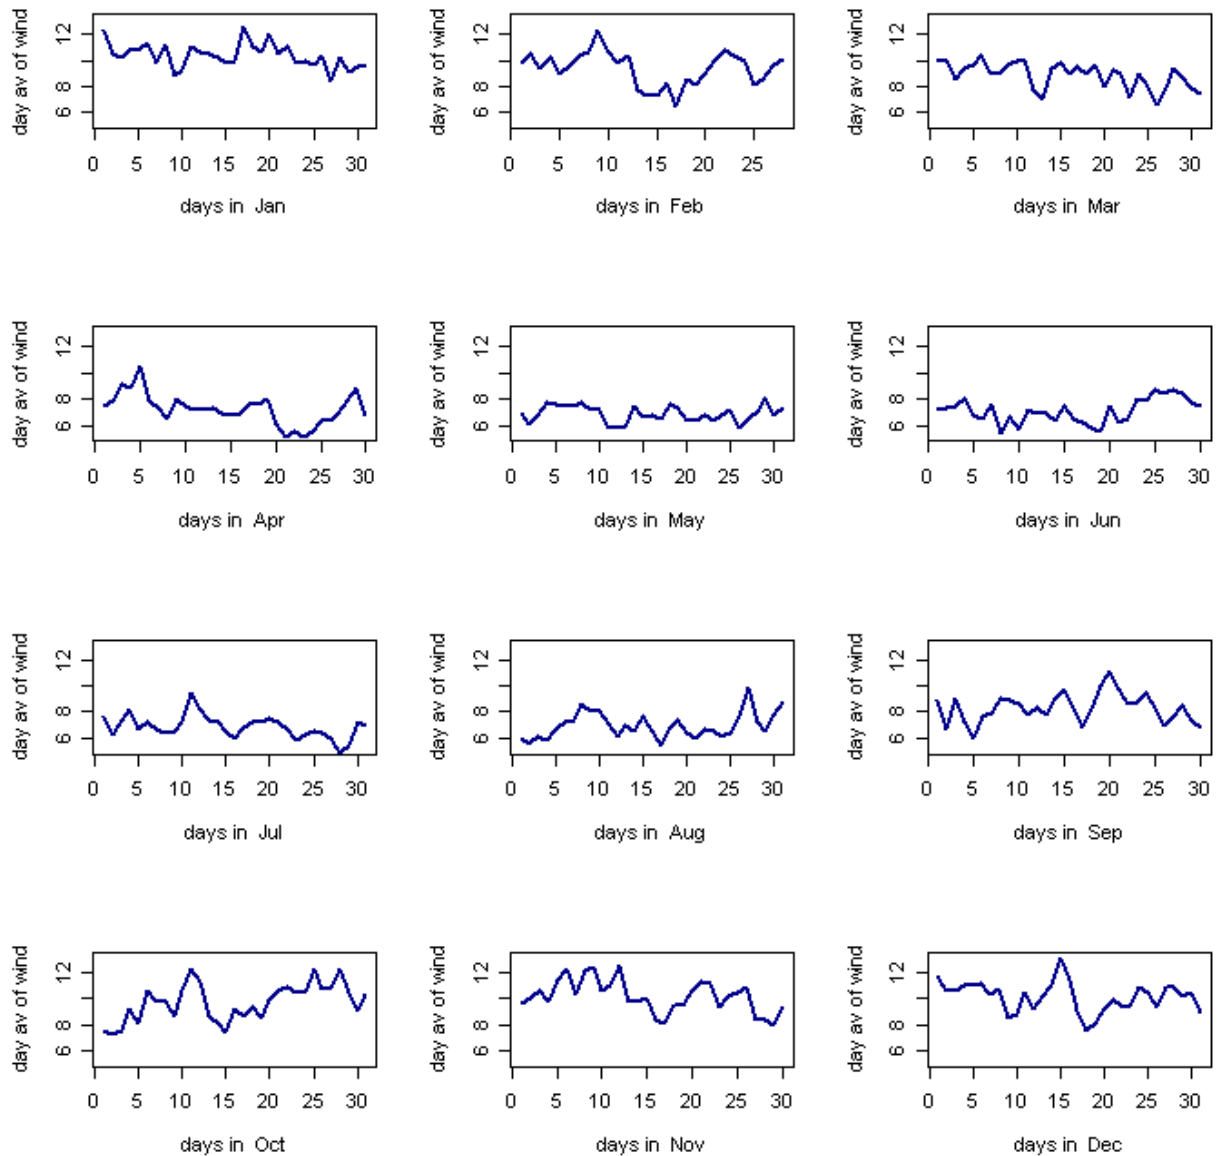 day av of wind
12
8
6
0 5 10 15 20 25 30
days in Jan
day av of wind
12
8
6
0 5 10 15 20 25
days in Feb
day av of wind
12
8
6
0 5 10 15 20 25 30
days in Mar
day av of wind
12
8
6
0 5 10 15 20 25 30
days in Apr
day av of wind
12
8
6
0 5 10 15 20 25 30
days in May
day av of wind
12
8
6
0 5 10 15 20 25 30
days in Jun
day av of wind
12
8
6
0 5 10 15 20 25 30
days in Jul
day av of wind
12
8
6
0 5 10 15 20 25 30
days in Aug
day av of wind
12
8
6
0 5 10 15 20 25 30
days in Sep
day av of wind
12
8
6
0 5 10 15 20 25 30
days in Oct
day av of wind
12
8
6
0 5 10 15 20 25 30
days in Nov
day av of wind
12
8
6
0 5 10 15 20 25 30
days in Dec